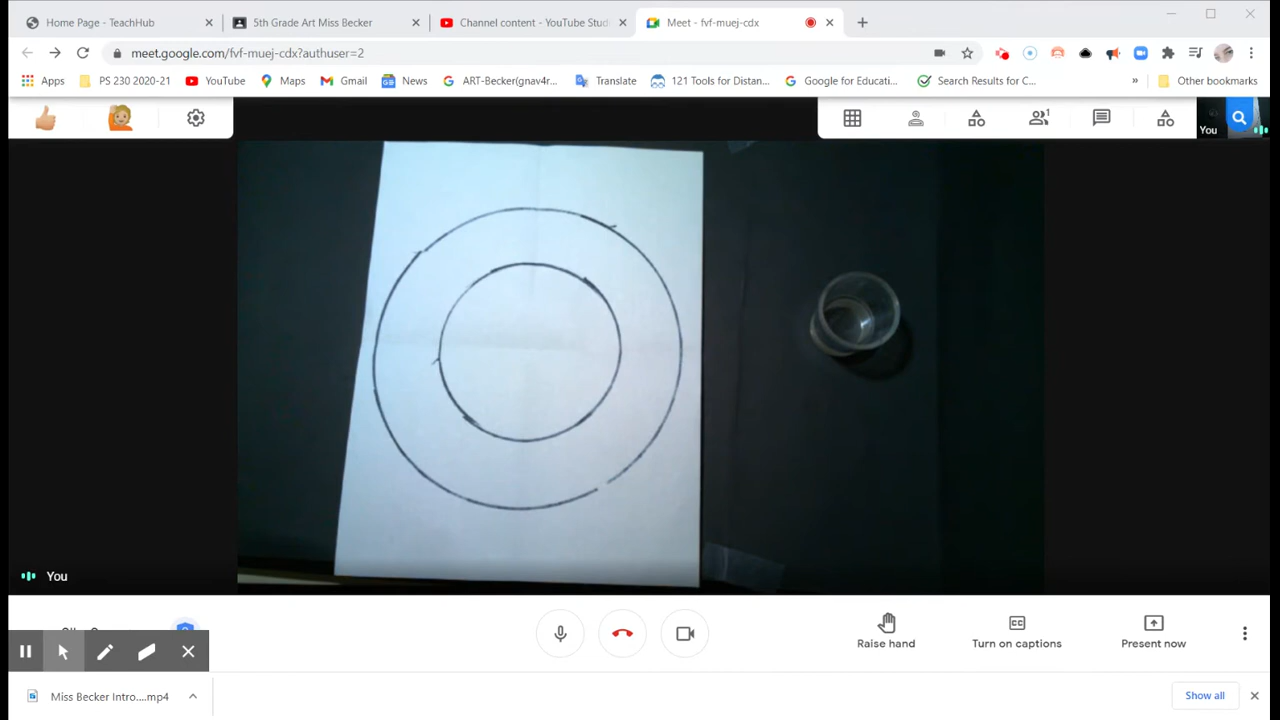 Home Page - TeachHub
5th Grade Art Miss Becker
Channel content - YouTube Stud
Meet - fvf-muej-cdx
meet.google.com/fvf-muej-cdx?authuser=2
Apps
PS 230 2020-21
YouTube
Maps
Gmail
News
ART-Becker(gnav4r...
Translate
121 Tools for Distan...
Google for Educati...
Search Results for C...
»
Other bookmarks
1
You
You
Raise hand
CC
Turn on captions
Present now
Miss Becker Intro....mp4
Show all